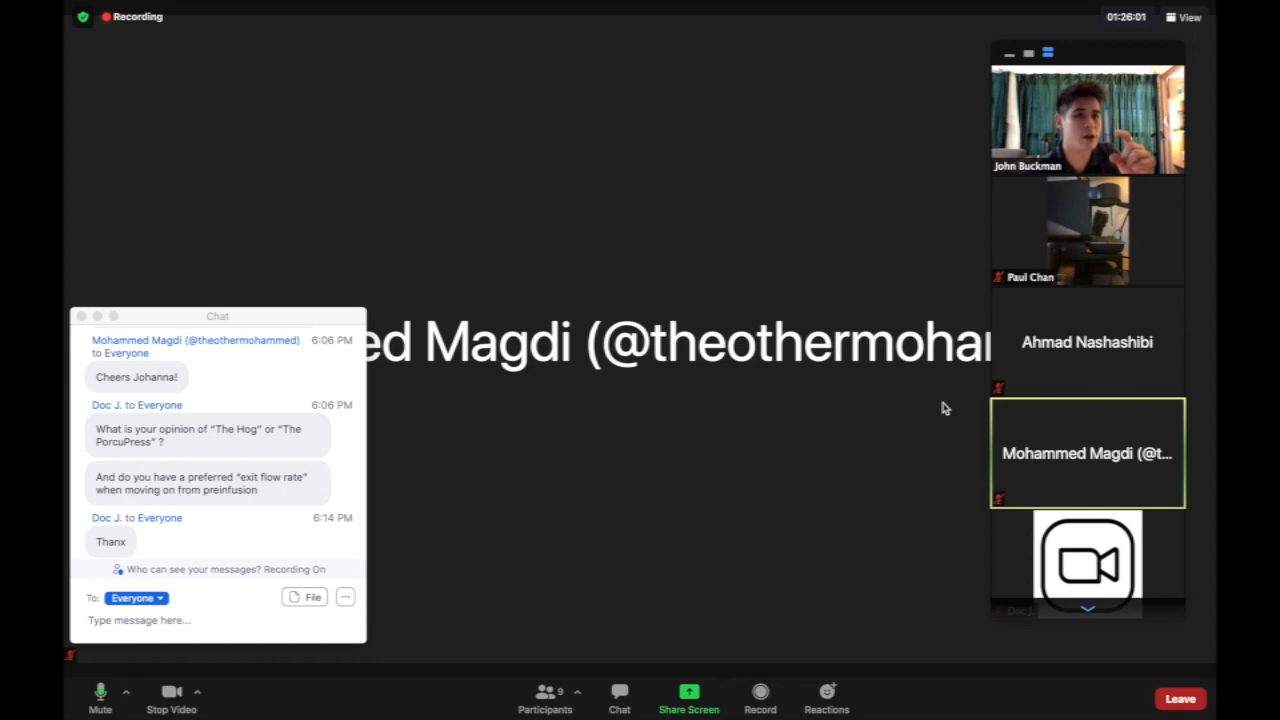 Recording
01:26:01
View
John Buckman
Paul Chan
Ahmad Nashashibi
ed Magdi (@theothermohar
Mohammed Magdi (@t...
Doc J.
Chat
Mohammed Magdi (@theothermohammed) 6:06 PM
to Everyone
Cheers Johanna!
Doc J. to Everyone 6:06 PM
What is your opinion of “The Hog” or “The
PorcuPress” ?
And do you have a preferred “exit flow rate”
when moving on from preinfusion
Doc J. to Everyone 6:14 PM
Thanx
Who can see your messages? Recording On
To: Everyone
File
Type message here...
Mute
Stop Video
Participants 9
Chat
Share Screen
Record
Reactions
Leave